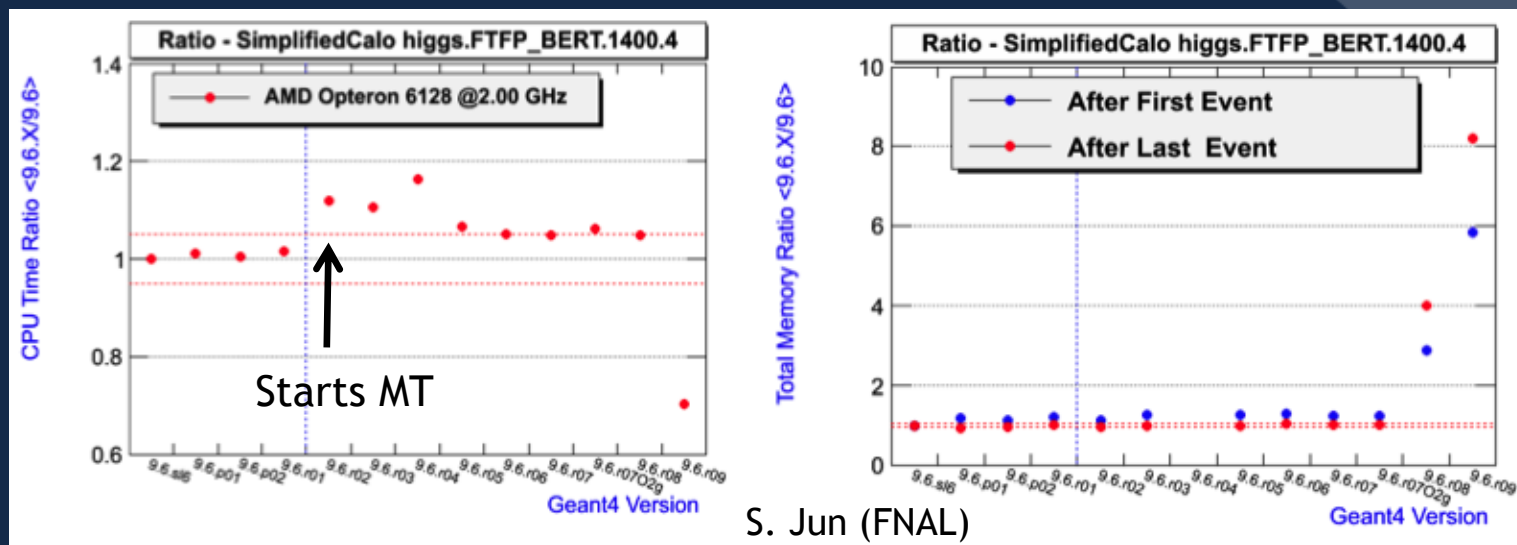 Ratio - SimplifiedCalo higgs.FTFP_BERT.1400.4
AMD Opteron 6128 @2.00 GHz
CPU Time Ratio <9.6.X/9.6>
1.4
1.2
1
0.8
0.6
Starts MT
9.6.sl6
9.6.p01
9.6.p02
9.6.r01
9.6.r02
9.6.r03
9.6.r04
9.6.r05
9.6.r06
9.6.r07
9.6.r07O2g
9.6.r08
9.6.r09
Geant4 Version
Ratio - SimplifiedCalo higgs.FTFP_BERT.1400.4
After First Event
After Last Event
Total Memory Ratio <9.6.X/9.6>
10
8
6
4
2
0
9.6.sl6
9.6.p01
9.6.p02
9.6.r01
9.6.r02
9.6.r03
9.6.r04
9.6.r05
9.6.r06
9.6.r07
9.6.r07O2g
9.6.r08
9.6.r09
Geant4 Version
S. Jun (FNAL)